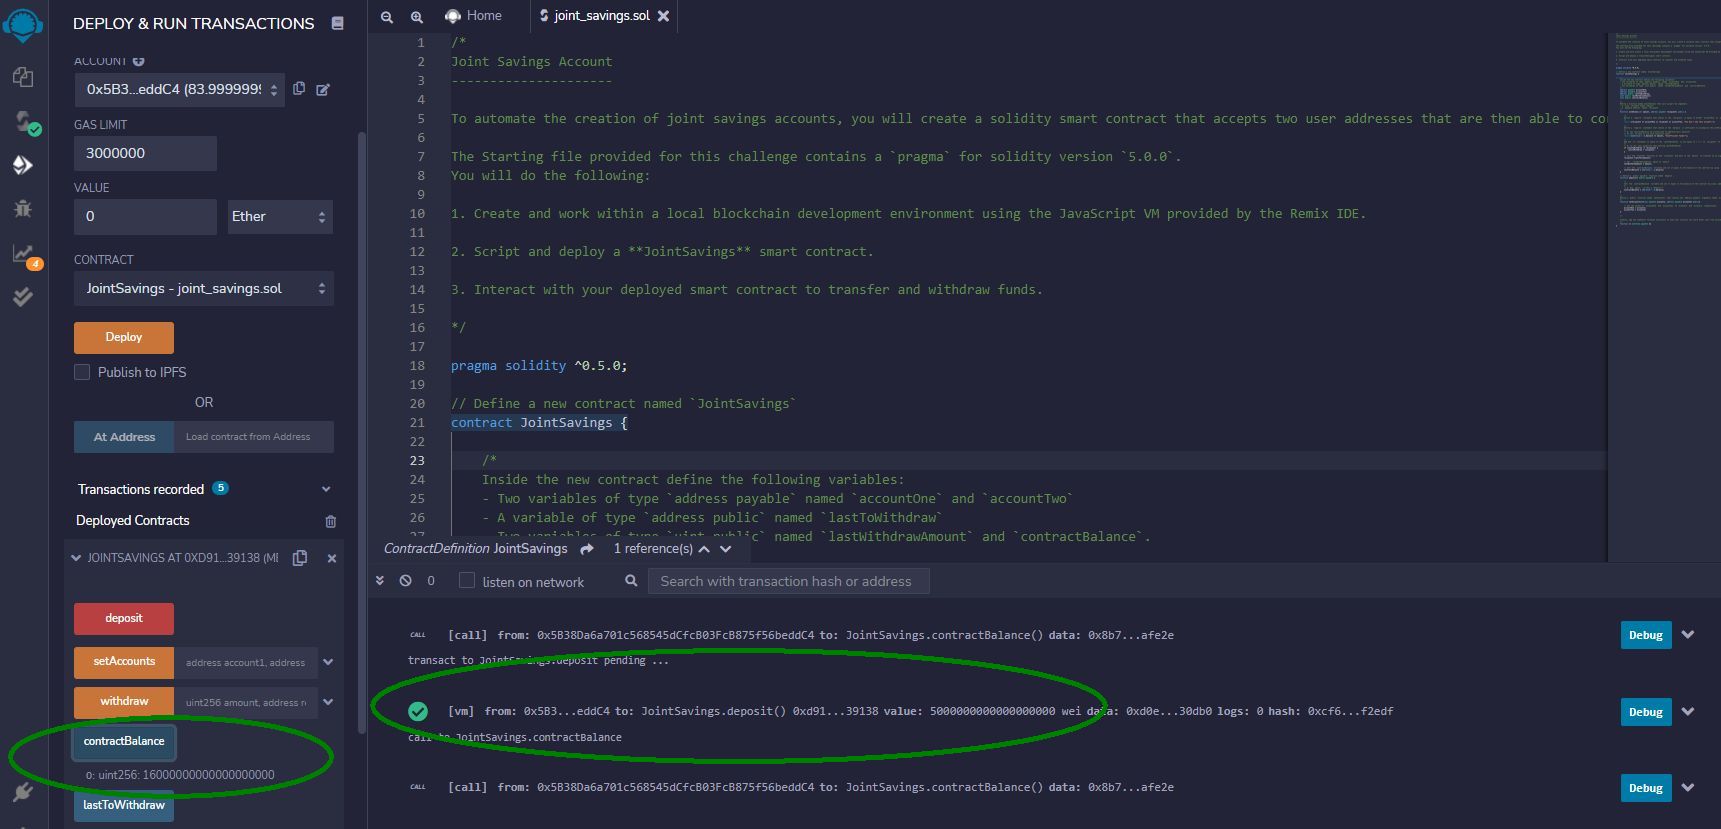 DEPLOY & RUN TRANSACTIONS
ACCOUNT
0x5B3...eddC4 (83.9999999
GAS LIMIT
3000000
VALUE
0
Ether
CONTRACT
JointSavings - joint_savings.sol
Deploy
Publish to IPFS
OR
At Address
Load contract from Address
Transactions recorded 5
Deployed Contracts
JOINTSAVINGS AT 0XD91...39138 (ME
deposit
setAccounts
address account1, address
withdraw
uint256 amount, address re
contractBalance
0: uint256: 16000000000000000000
lastToWithdraw
4
Home
joint_savings.sol
1 /*
2 Joint Savings Account
3 ---------------------
4
5 To automate the creation of joint savings accounts, you will create a solidity smart contract that accepts two user addresses that are then able to co
6
7 The Starting file provided for this challenge contains a `pragma` for solidity version `5.0.0`.
8 You will do the following:
9
10 1. Create and work within a local blockchain development environment using the JavaScript VM provided by the Remix IDE.
11
12 2. Script and deploy a **JointSavings** smart contract.
13
14 3. Interact with your deployed smart contract to transfer and withdraw funds.
15
16 */
17
18 pragma solidity ^0.5.0;
19
20 // Define a new contract named `JointSavings`
21 contract JointSavings {
22
23 /*
24 Inside the new contract define the following variables:
25 - Two variables of type `address payable` named `accountOne` and `accountTwo`
26 - A variable of type `address public` named `lastToWithdraw`
27 - Two variables of type `uint public` named `lastWithdrawAmount` and `contractBalance`.
ContractDefinition JointSavings 1 reference(s)
0 listen on network Search with transaction hash or address
CALL [call] from: 0x5B38Da6a701c568545dCfcB03FcB875f56beddC4 to: JointSavings.contractBalance() data: 0x8b7...afe2e Debug
transact to JointSavings.deposit pending ...
[vm] from: 0x5B3...eddC4 to: JointSavings.deposit() 0xd91...39138 value: 5000000000000000000 wei data: 0xd0e...30db0 logs: 0 hash: 0xcf6...f2edf Debug
call to JointSavings.contractBalance
CALL [call] from: 0x5B38Da6a701c568545dCfcB03FcB875f56beddC4 to: JointSavings.contractBalance() data: 0x8b7...afe2e Debug